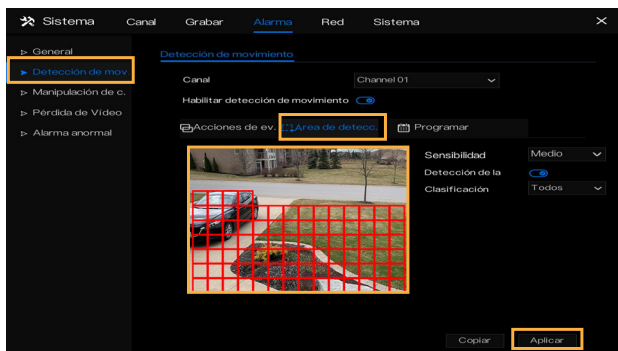 Sistema Canal Grabar Alarma Red Sistema
General
Detección de mov
Manipulación de c.
Pérdida de Vídeo
Alarma anormal
Detección de movimiento
Canal Channel 01
Habilitar detección de movimiento
Acciones de ev. Área de detecc. Programar
Sensibilidad Medio
Detección de la
Clasificación Todos
Copiar Aplicar